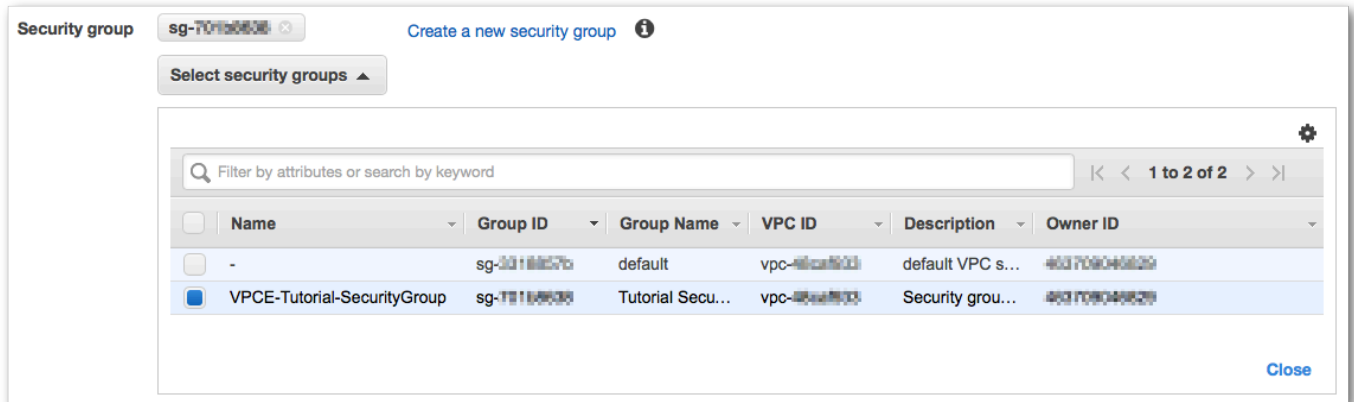 Security group sg- Create a new security group
Select security groups
Filter by attributes or search by keyword 1 to 2 of 2
Name Group ID Group Name VPC ID Description Owner ID
- sg- default vpc- default VPC s...
VPCE-Tutorial-SecurityGroup sg- Tutorial Secu... vpc- Security grou...
Close